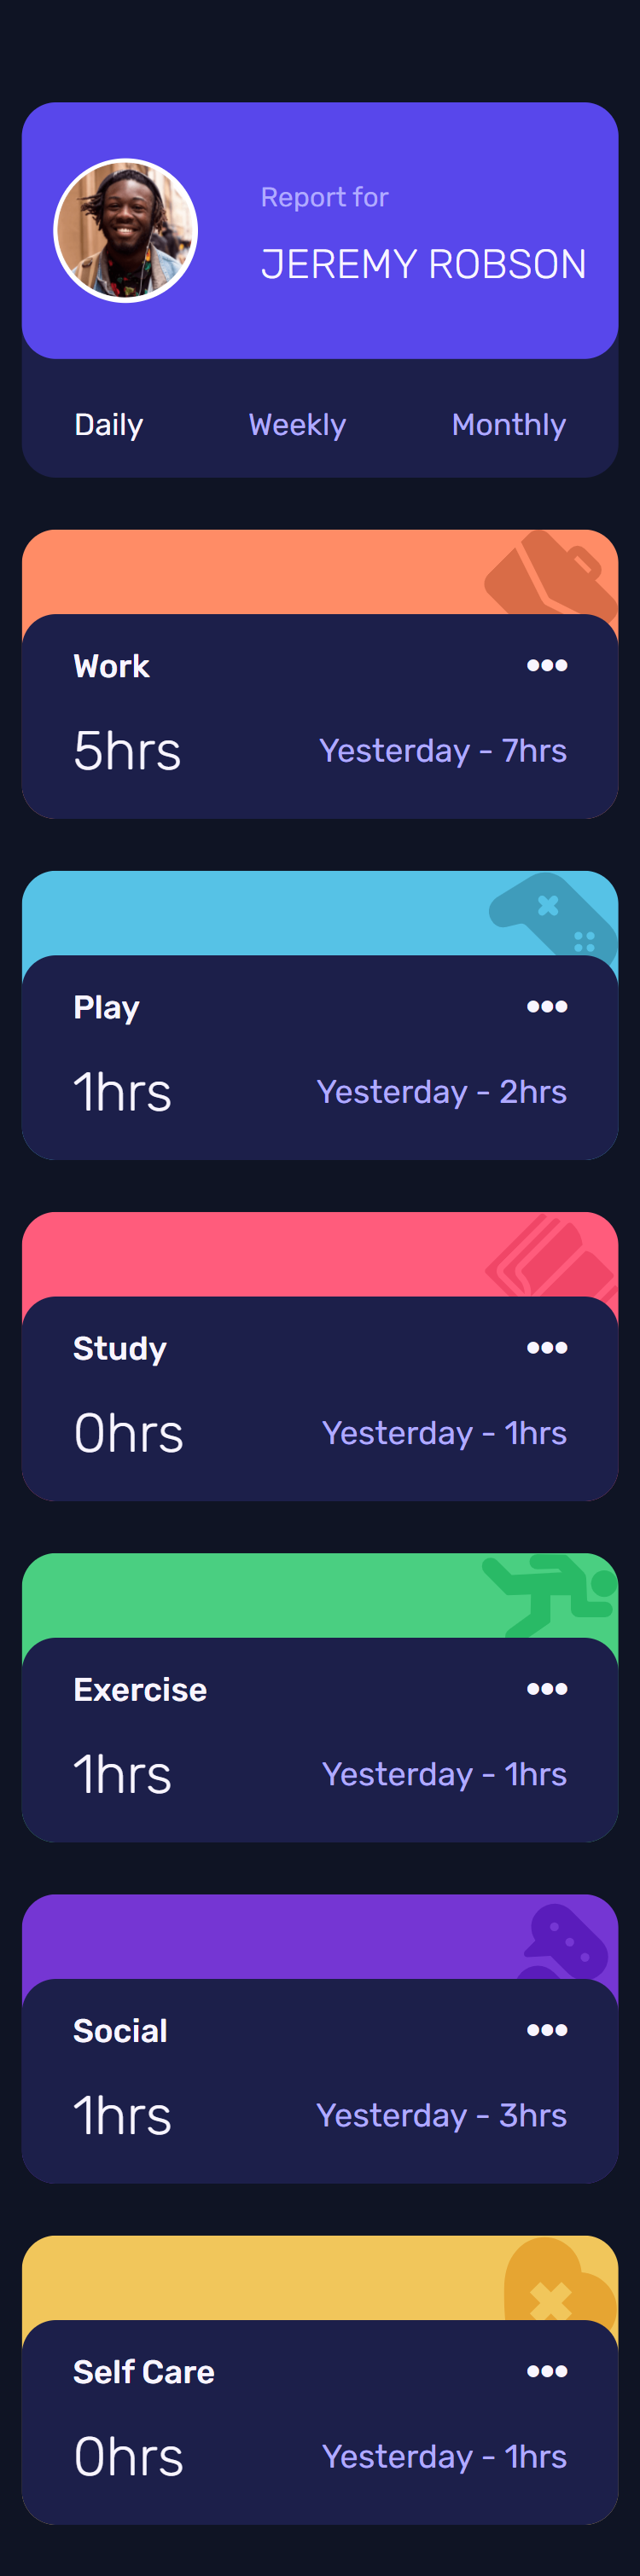 Report for
JEREMY ROBSON
Daily Weekly Monthly
Work
5hrs Yesterday - 7hrs
Play
1hrs Yesterday - 2hrs
Study
0hrs Yesterday - 1hrs
Exercise
1hrs Yesterday - 1hrs
Social
1hrs Yesterday - 3hrs
Self Care
0hrs Yesterday - 1hrs